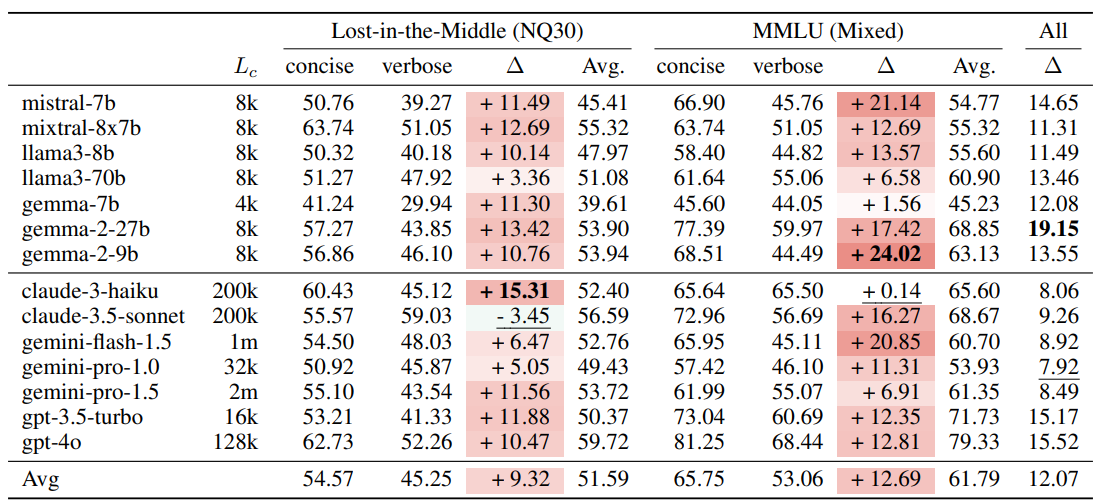 Lost-in-the-Middle (NQ30) MMLU (Mixed) All
L_c concise verbose Δ Avg. concise verbose Δ Avg. Δ
mistral-7b 8k 50.76 39.27 + 11.49 45.41 66.90 45.76 + 21.14 54.77 14.65
mixtral-8x7b 8k 63.74 51.05 + 12.69 55.32 63.74 51.05 + 12.69 55.32 11.31
llama3-8b 8k 50.32 40.18 + 10.14 47.97 58.40 44.82 + 13.57 55.60 11.49
llama3-70b 8k 51.27 47.92 + 3.36 51.08 61.64 55.06 + 6.58 60.90 13.46
gemma-7b 4k 41.24 29.94 + 11.30 39.61 45.60 44.05 + 1.56 45.23 12.08
gemma-2-27b 8k 57.27 43.85 + 13.42 53.90 77.39 59.97 + 17.42 68.85 19.15
gemma-2-9b 8k 56.86 46.10 + 10.76 53.94 68.51 44.49 + 24.02 63.13 13.55
claude-3-haiku 200k 60.43 45.12 + 15.31 52.40 65.64 65.50 + 0.14 65.60 8.06
claude-3.5-sonnet 200k 55.57 59.03 - 3.45 56.59 72.96 56.69 + 16.27 68.67 9.26
gemini-flash-1.5 1m 54.50 48.03 + 6.47 52.76 65.95 45.11 + 20.85 60.70 8.92
gemini-pro-1.0 32k 50.92 45.87 + 5.05 49.43 57.42 46.10 + 11.31 53.93 7.92
gemini-pro-1.5 2m 55.10 43.54 + 11.56 53.72 61.99 55.07 + 6.91 61.35 8.49
gpt-3.5-turbo 16k 53.21 41.33 + 11.88 50.37 73.04 60.69 + 12.35 71.73 15.17
gpt-4o 128k 62.73 52.26 + 10.47 59.72 81.25 68.44 + 12.81 79.33 15.52
Avg 54.57 45.25 + 9.32 51.59 65.75 53.06 + 12.69 61.79 12.07